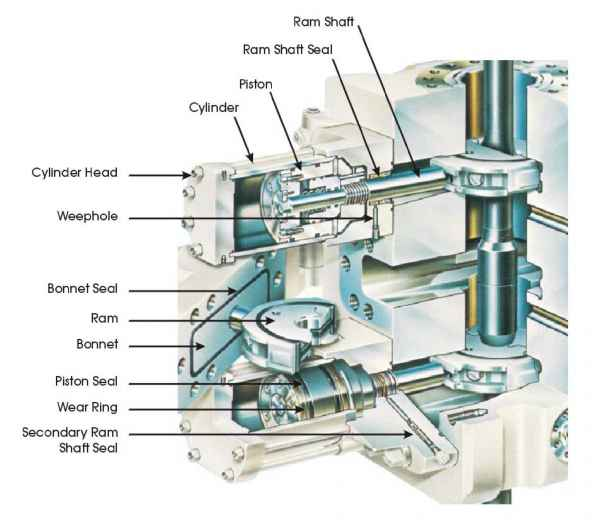 Ram Shaft
Ram Shaft Seal
Piston
Cylinder
Cylinder Head
Weephole
Bonnet Seal
Ram
Bonnet
Piston Seal
Wear Ring
Secondary Ram
Shaft Seal